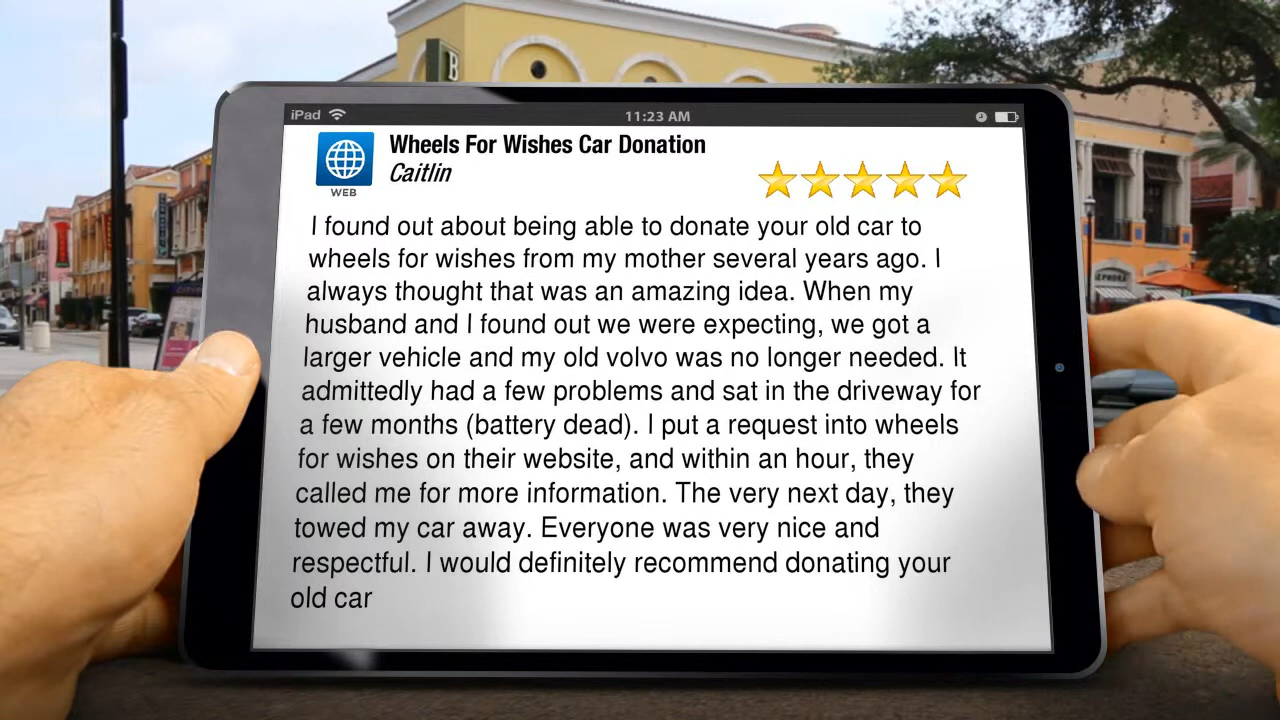 iPad
11:23 AM
WEB
Wheels For Wishes Car Donation
Caitlin
I found out about being able to donate your old car to
wheels for wishes from my mother several years ago. I
always thought that was an amazing idea. When my
husband and I found out we were expecting, we got a
larger vehicle and my old volvo was no longer needed. It
admittedly had a few problems and sat in the driveway for
a few months (battery dead). I put a request into wheels
for wishes on their website, and within an hour, they
called me for more information. The very next day, they
towed my car away. Everyone was very nice and
respectful. I would definitely recommend donating your
old car
B
SEPHORA